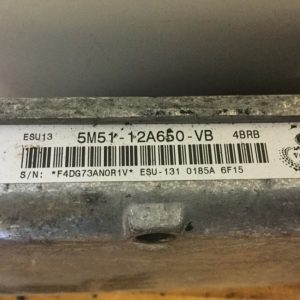 ESU13 5M51-12A650-VB 4BRB
S/N: *F4DG73AN0R1V* ESU-131 0185A 6F15